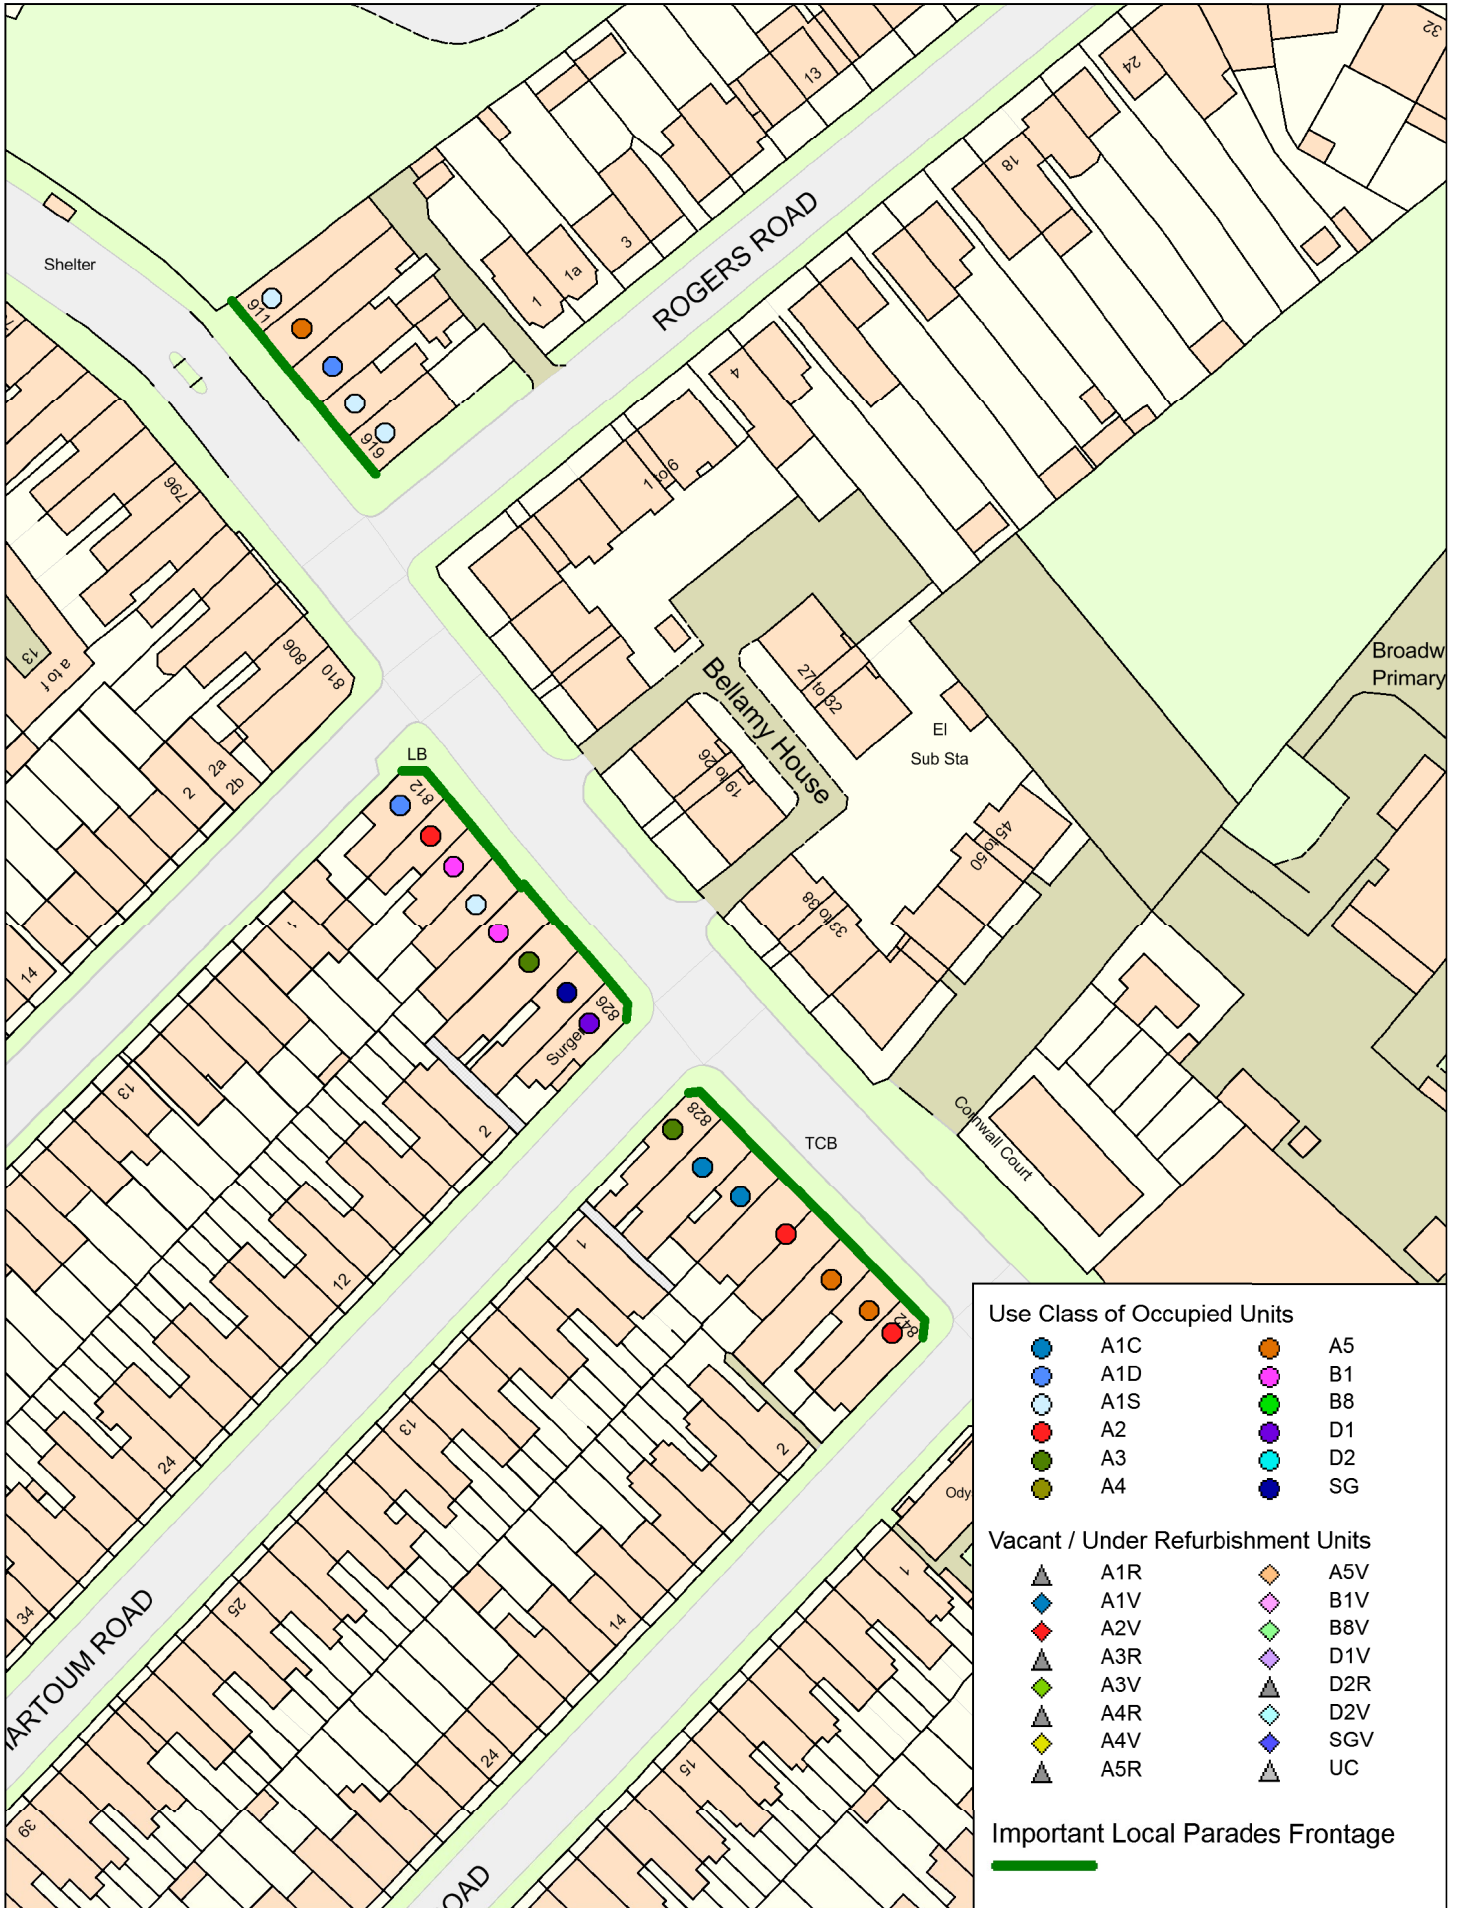 32
24
13
18
ROGERS ROAD
3
1a
1
Shelter
911
919
4
1 to 6
796
806
810
13
a to f
Bellamy House
27 to 32
19 to 26
El
Sub Sta
Broadw
Primary
LB
812
2
2a
2b
45 to 50
33 to 38
14
1
826
Surger
13
2
828
TCB
Cornwall Court
1
12
842
13
24
2
Ody
1
34
25
14
HARTOUM ROAD
24
15
39
OAD
Use Class of Occupied Units
A1C
A1D
A1S
A2
A3
A4
A5
B1
B8
D1
D2
SG
Vacant / Under Refurbishment Units
A1R
A1V
A2V
A3R
A3V
A4R
A4V
A5R
A5V
B1V
B8V
D1V
D2R
D2V
SGV
UC
Important Local Parades Frontage